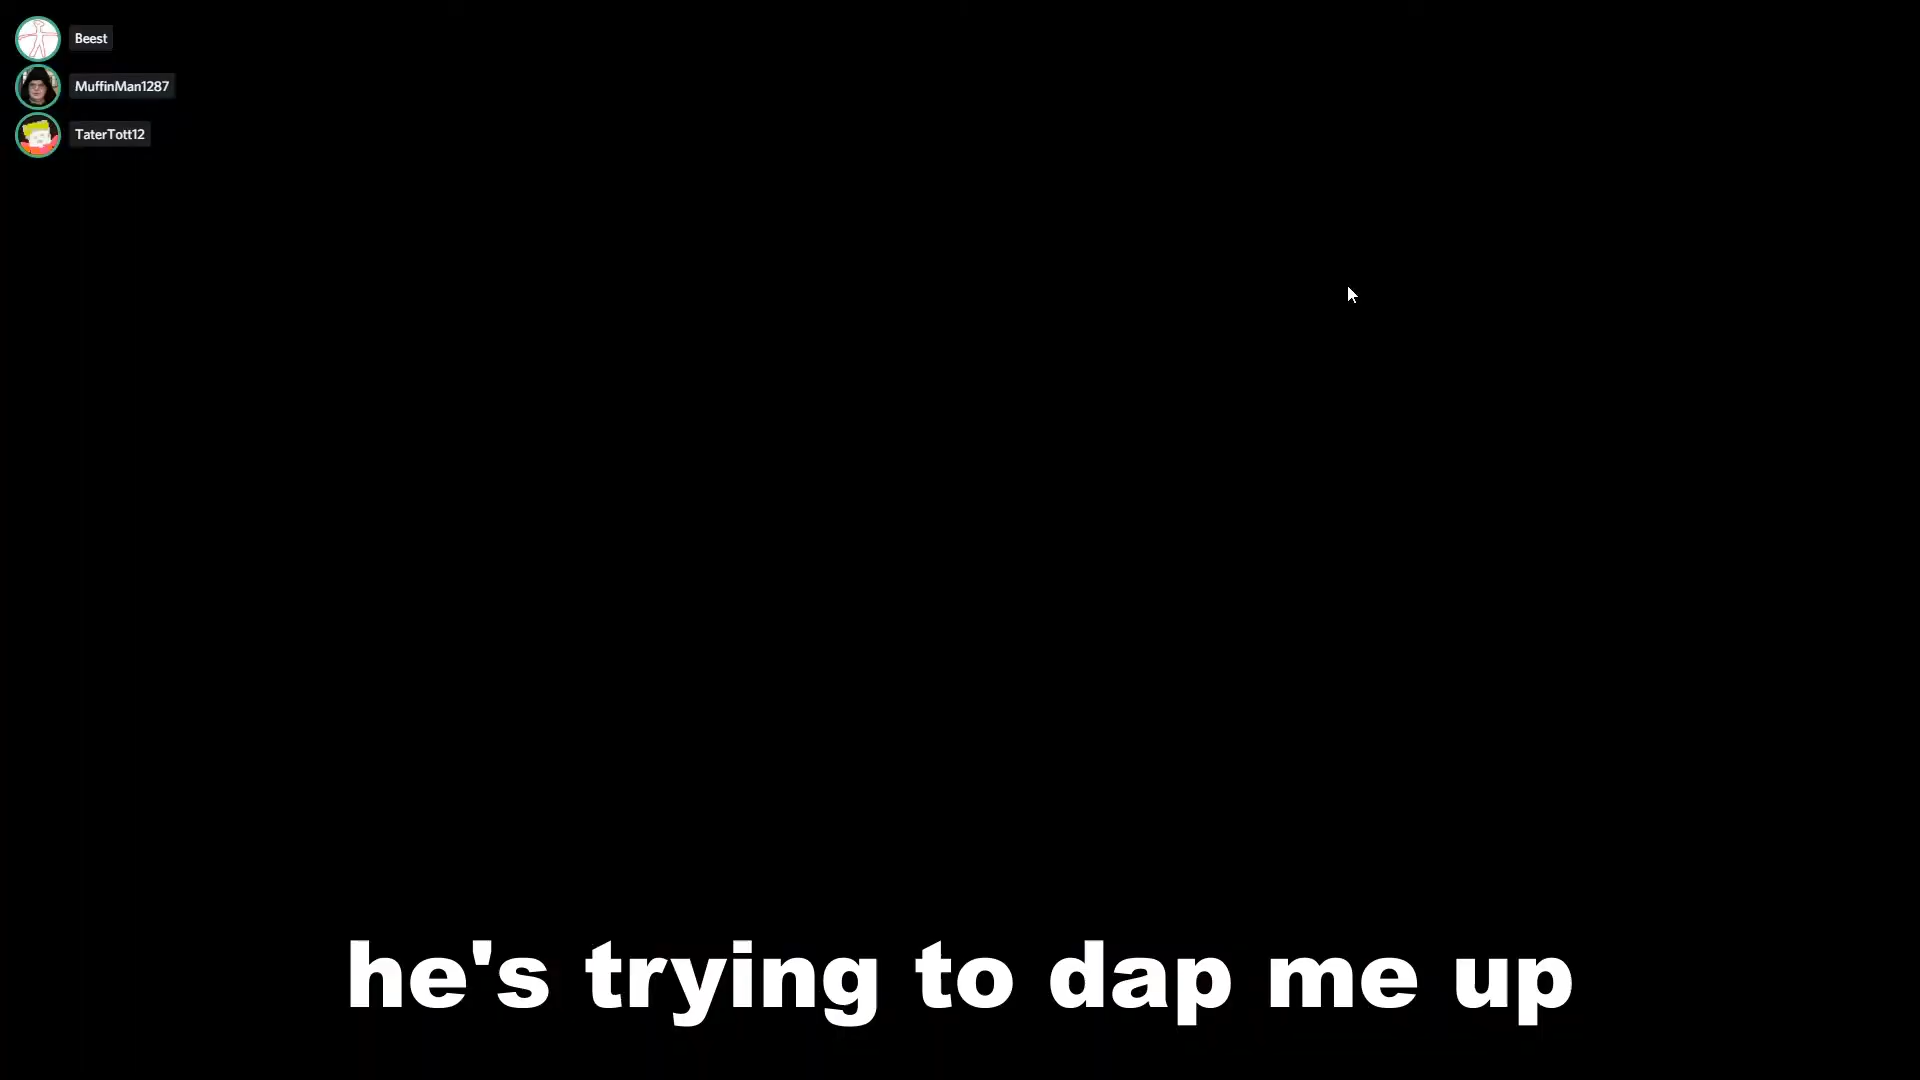 Beest
MuffinMan1287
TaterTott12
he's trying to dap me up